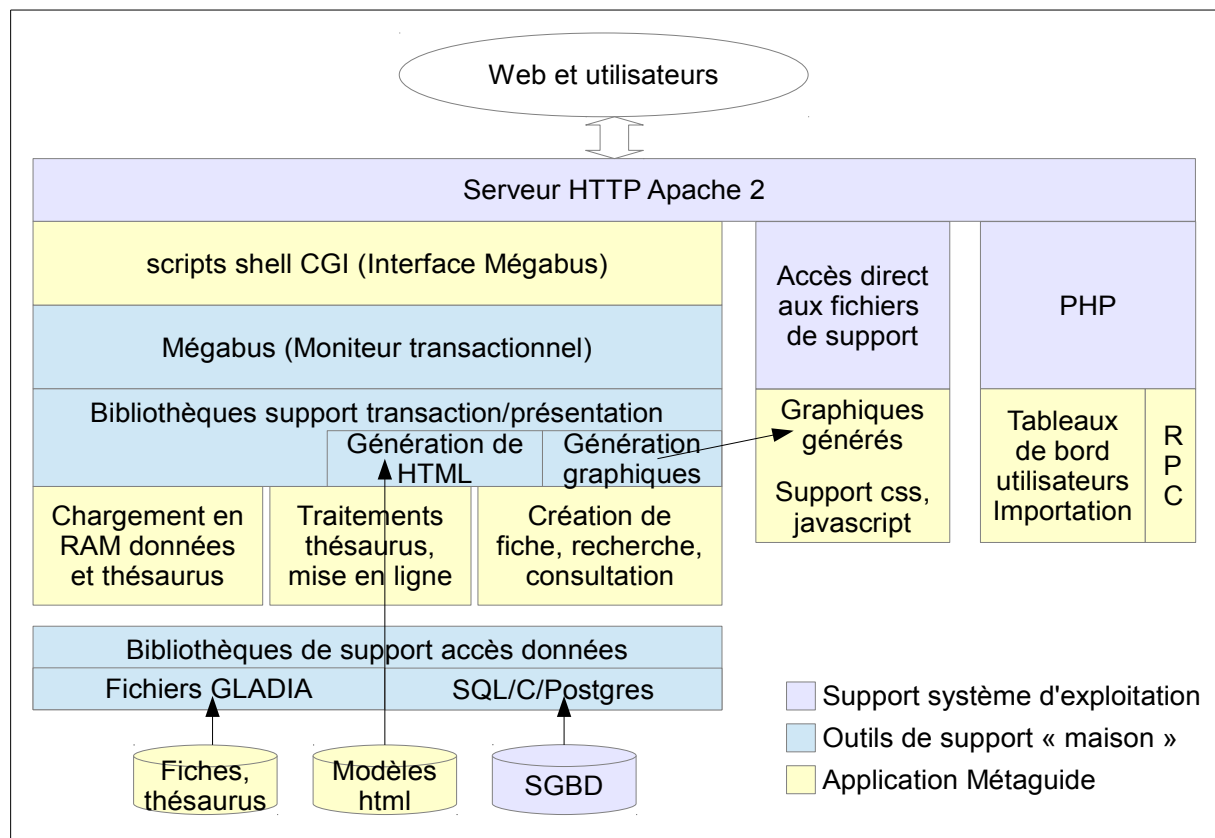 Web et utilisateurs
Serveur HTTP Apache 2
scripts shell CGI (Interface Mégabus)
Mégabus (Moniteur transactionnel)
Bibliothèques support transaction/présentation
Génération de
HTML
Génération
graphiques
Chargement en
RAM données
et thésaurus
Traitements
thésaurus,
mise en ligne
Création de
fiche, recherche,
consultation
Accès direct
aux fichiers
de support
Graphiques
générés
Support css,
javascript
PHP
Tableaux
de bord
utilisateurs
Importation
R
P
C
Bibliothèques de support accès données
Fichiers GLADIA
SQL/C/Postgres
Fiches,
thésaurus
Modèles
html
SGBD
Support système d'exploitation
Outils de support « maison »
Application Métaguide